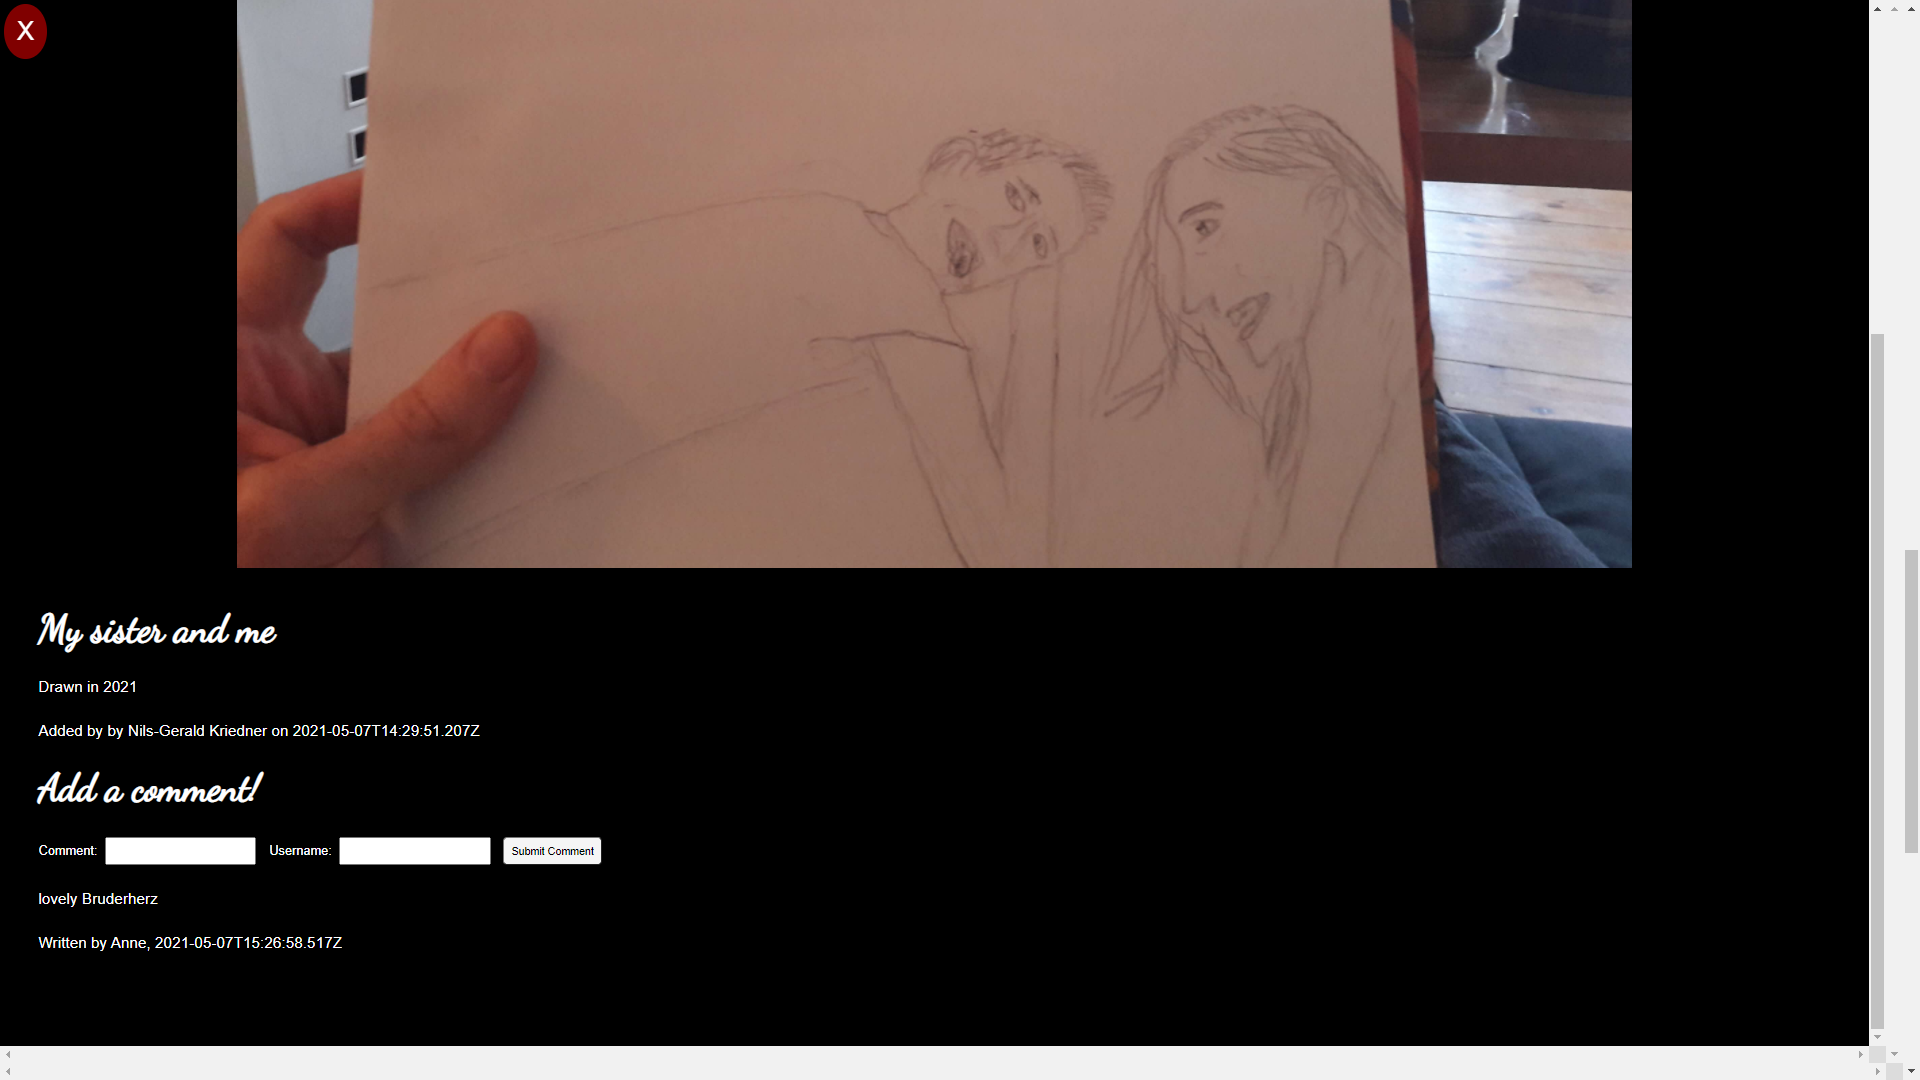 X
My sister and me
Drawn in 2021
Added by by Nils-Gerald Kriedner on 2021-05-07T14:29:51.207Z
Add a comment!
Comment: Username: Submit Comment
lovely Bruderherz
Written by Anne, 2021-05-07T15:26:58.517Z